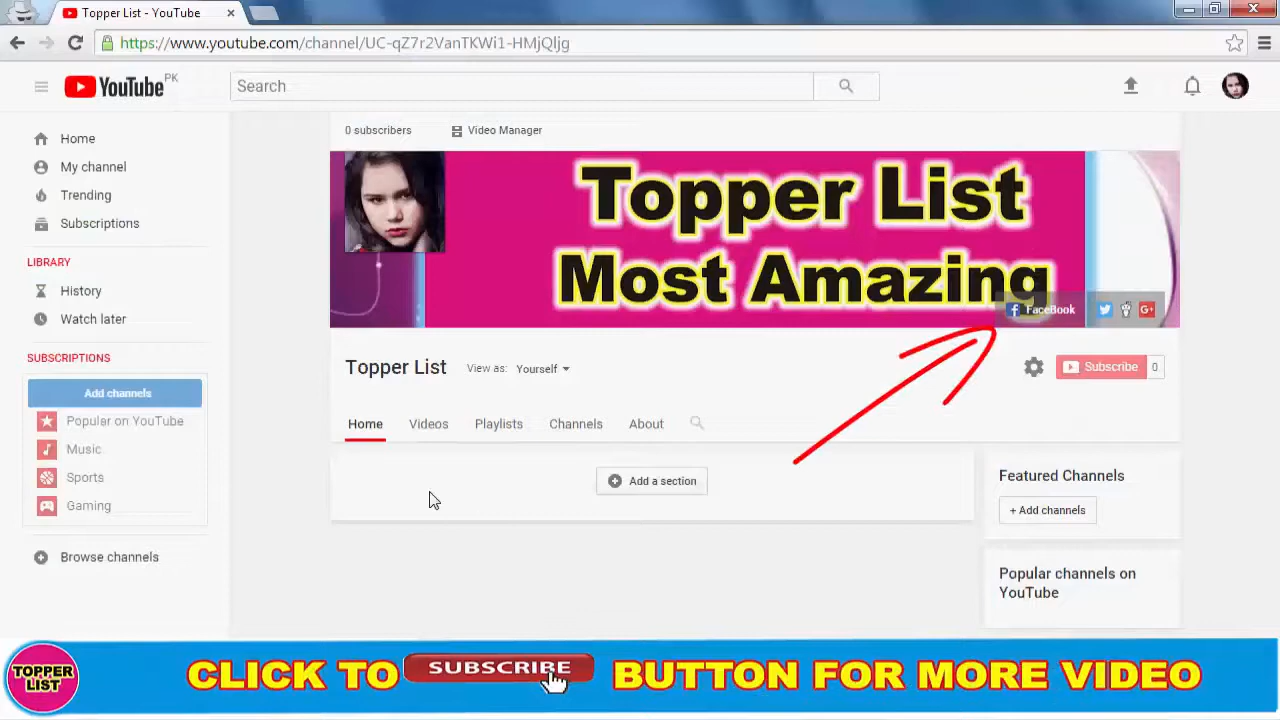 Topper List - YouTube
https://www.youtube.com/channel/UC-qZ7r2VanTKWi1-HMjQljg
YouTube PK
Search
Home
My channel
Trending
Subscriptions
LIBRARY
History
Watch later
SUBSCRIPTIONS
Add channels
Popular on YouTube
Music
Sports
Gaming
Browse channels
0 subscribers
Video Manager
Topper List
Most Amazing
FaceBook
Topper List
View as: Yourself
Subscribe 0
Home Videos Playlists Channels About
Add a section
Featured Channels
+ Add channels
Popular channels on
YouTube
TOPPER
LIST
CLICK TO SUBSCRIBE BUTTON FOR MORE VIDEO